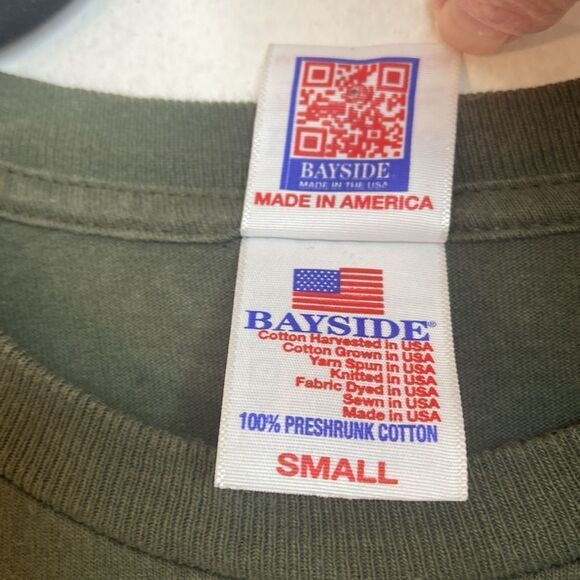 BAYSIDE
MADE IN THE USA
MADE IN AMERICA
BAYSIDE®
Cotton Harvested in USA
Cotton Grown in USA
Yarn Spun in USA
Knitted in USA
Fabric Dyed in USA
Sewn in USA
Made in USA
100% PRESHRUNK COTTON
SMALL